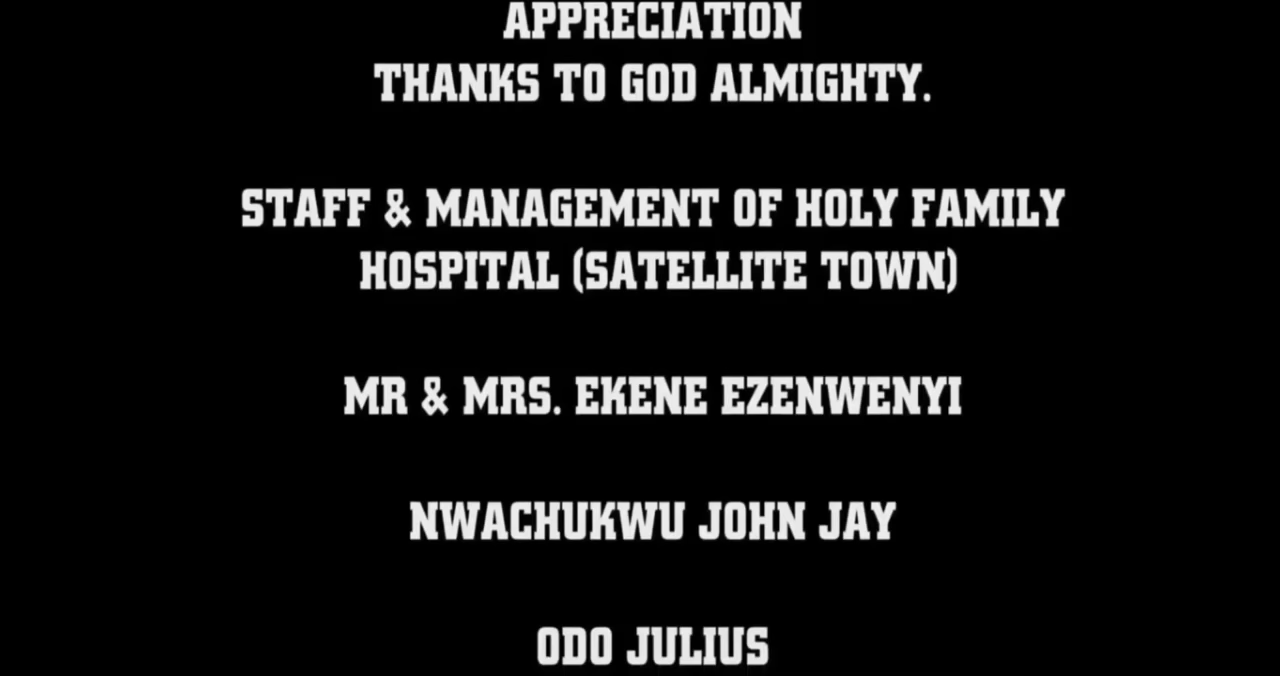 APPRECIATION
THANKS TO GOD ALMIGHTY.
STAFF & MANAGEMENT OF HOLY FAMILY
HOSPITAL (SATELLITE TOWN)
MR & MRS. EKENE EZENWENYI
NWACHUKWU JOHN JAY
ODO JULIUS